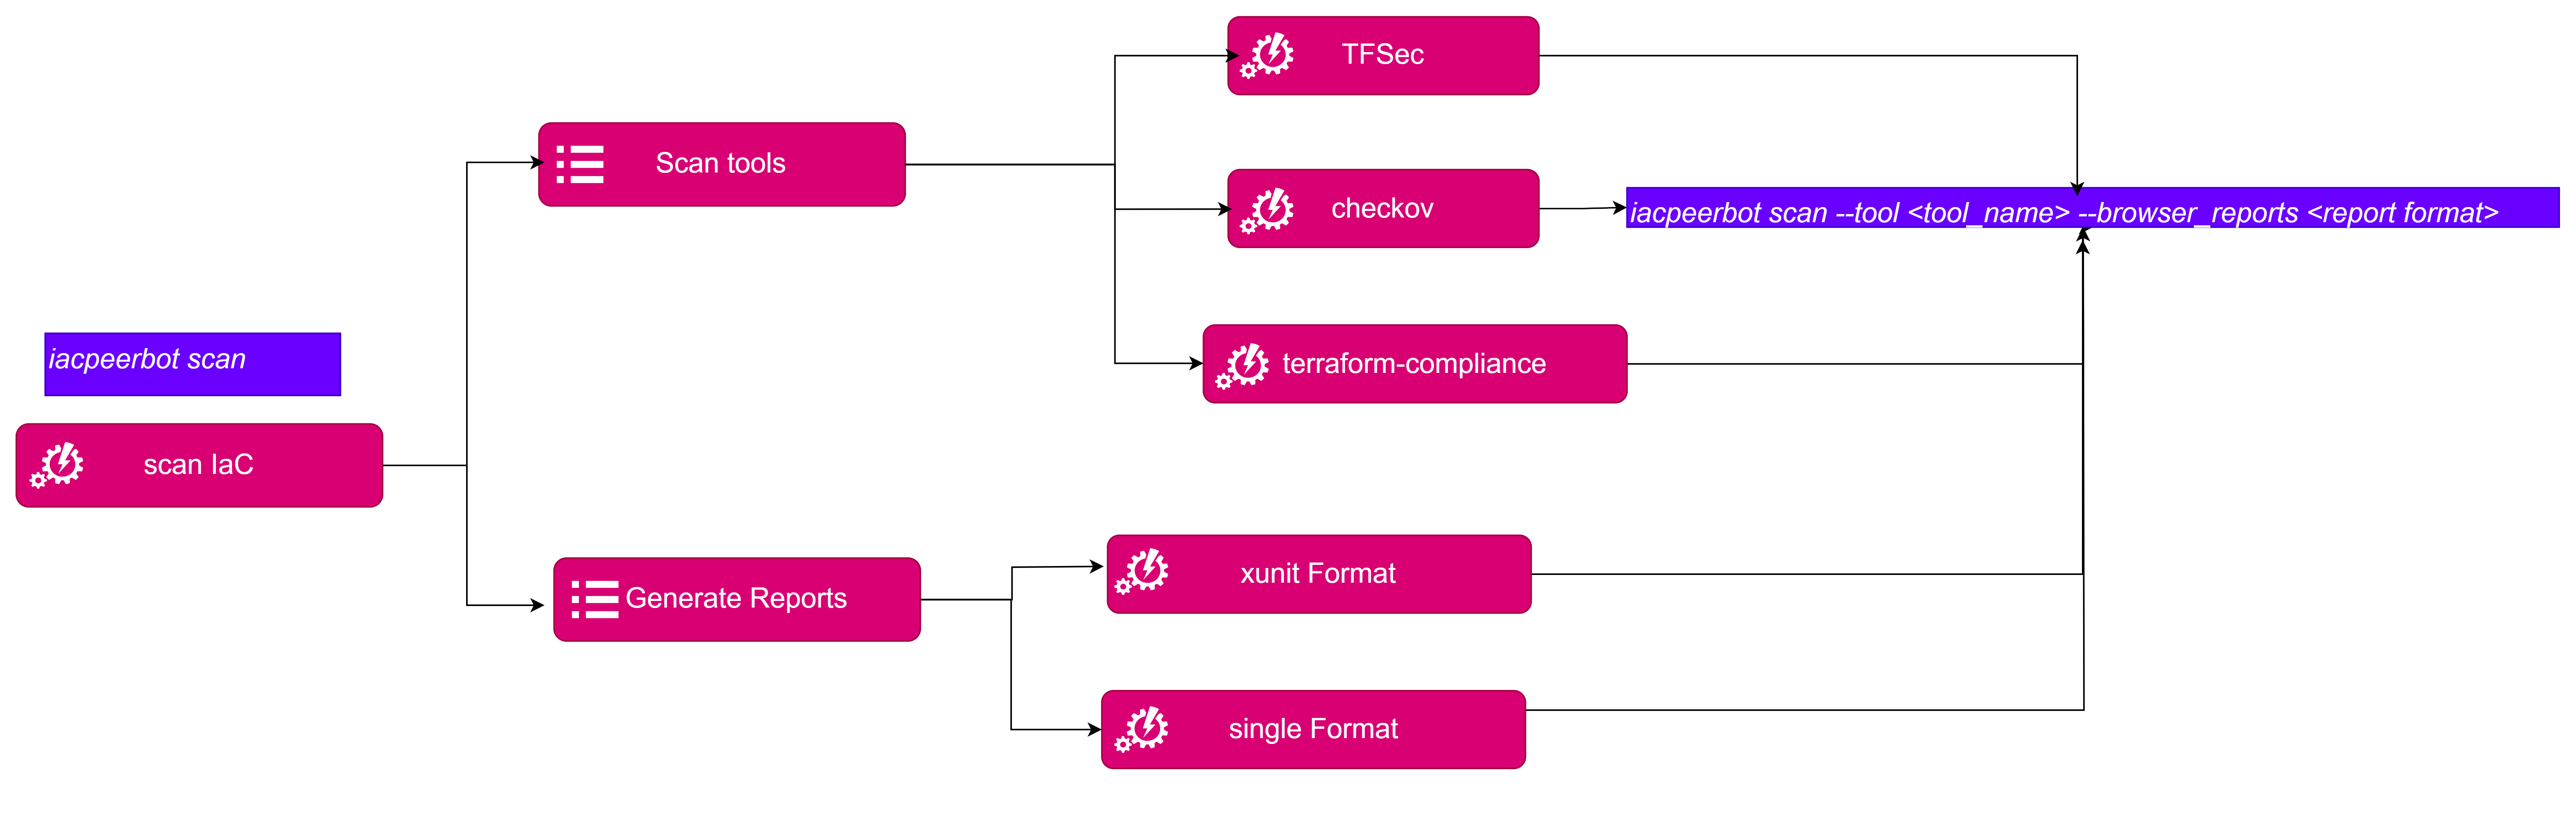 TFSec
Scan tools
checkov
iacpeerbot scan --tool <tool_name> --browser_reports <report format>
iacpeerbot scan
terraform-compliance
scan IaC
xunit Format
Generate Reports
single Format